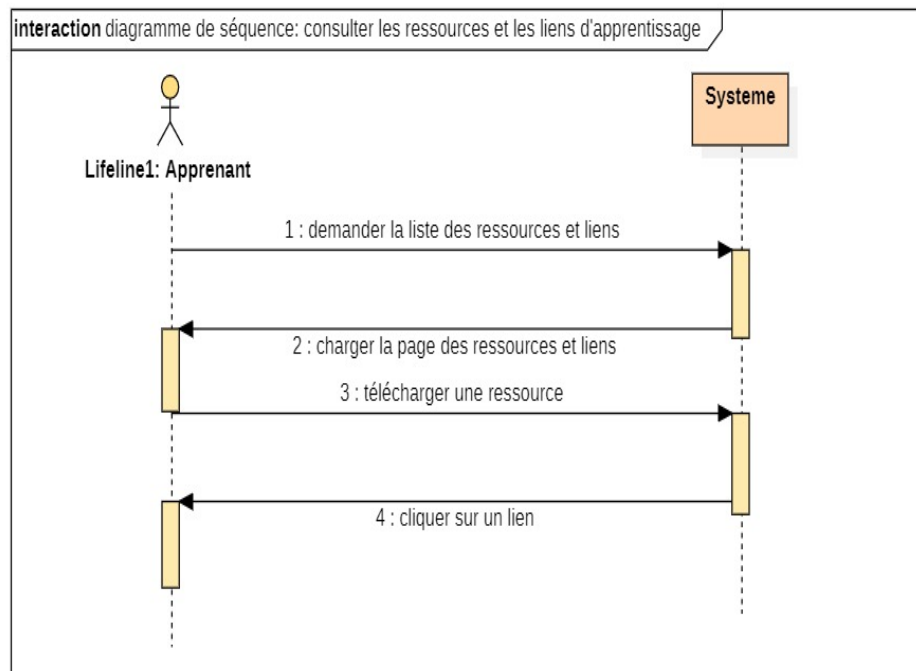 interaction diagramme de séquence: consulter les ressources et les liens d'apprentissage
Systeme
Lifeline1: Apprenant
1 : demander la liste des ressources et liens
2 : charger la page des ressources et liens
3 : télécharger une ressource
4 : cliquer sur un lien